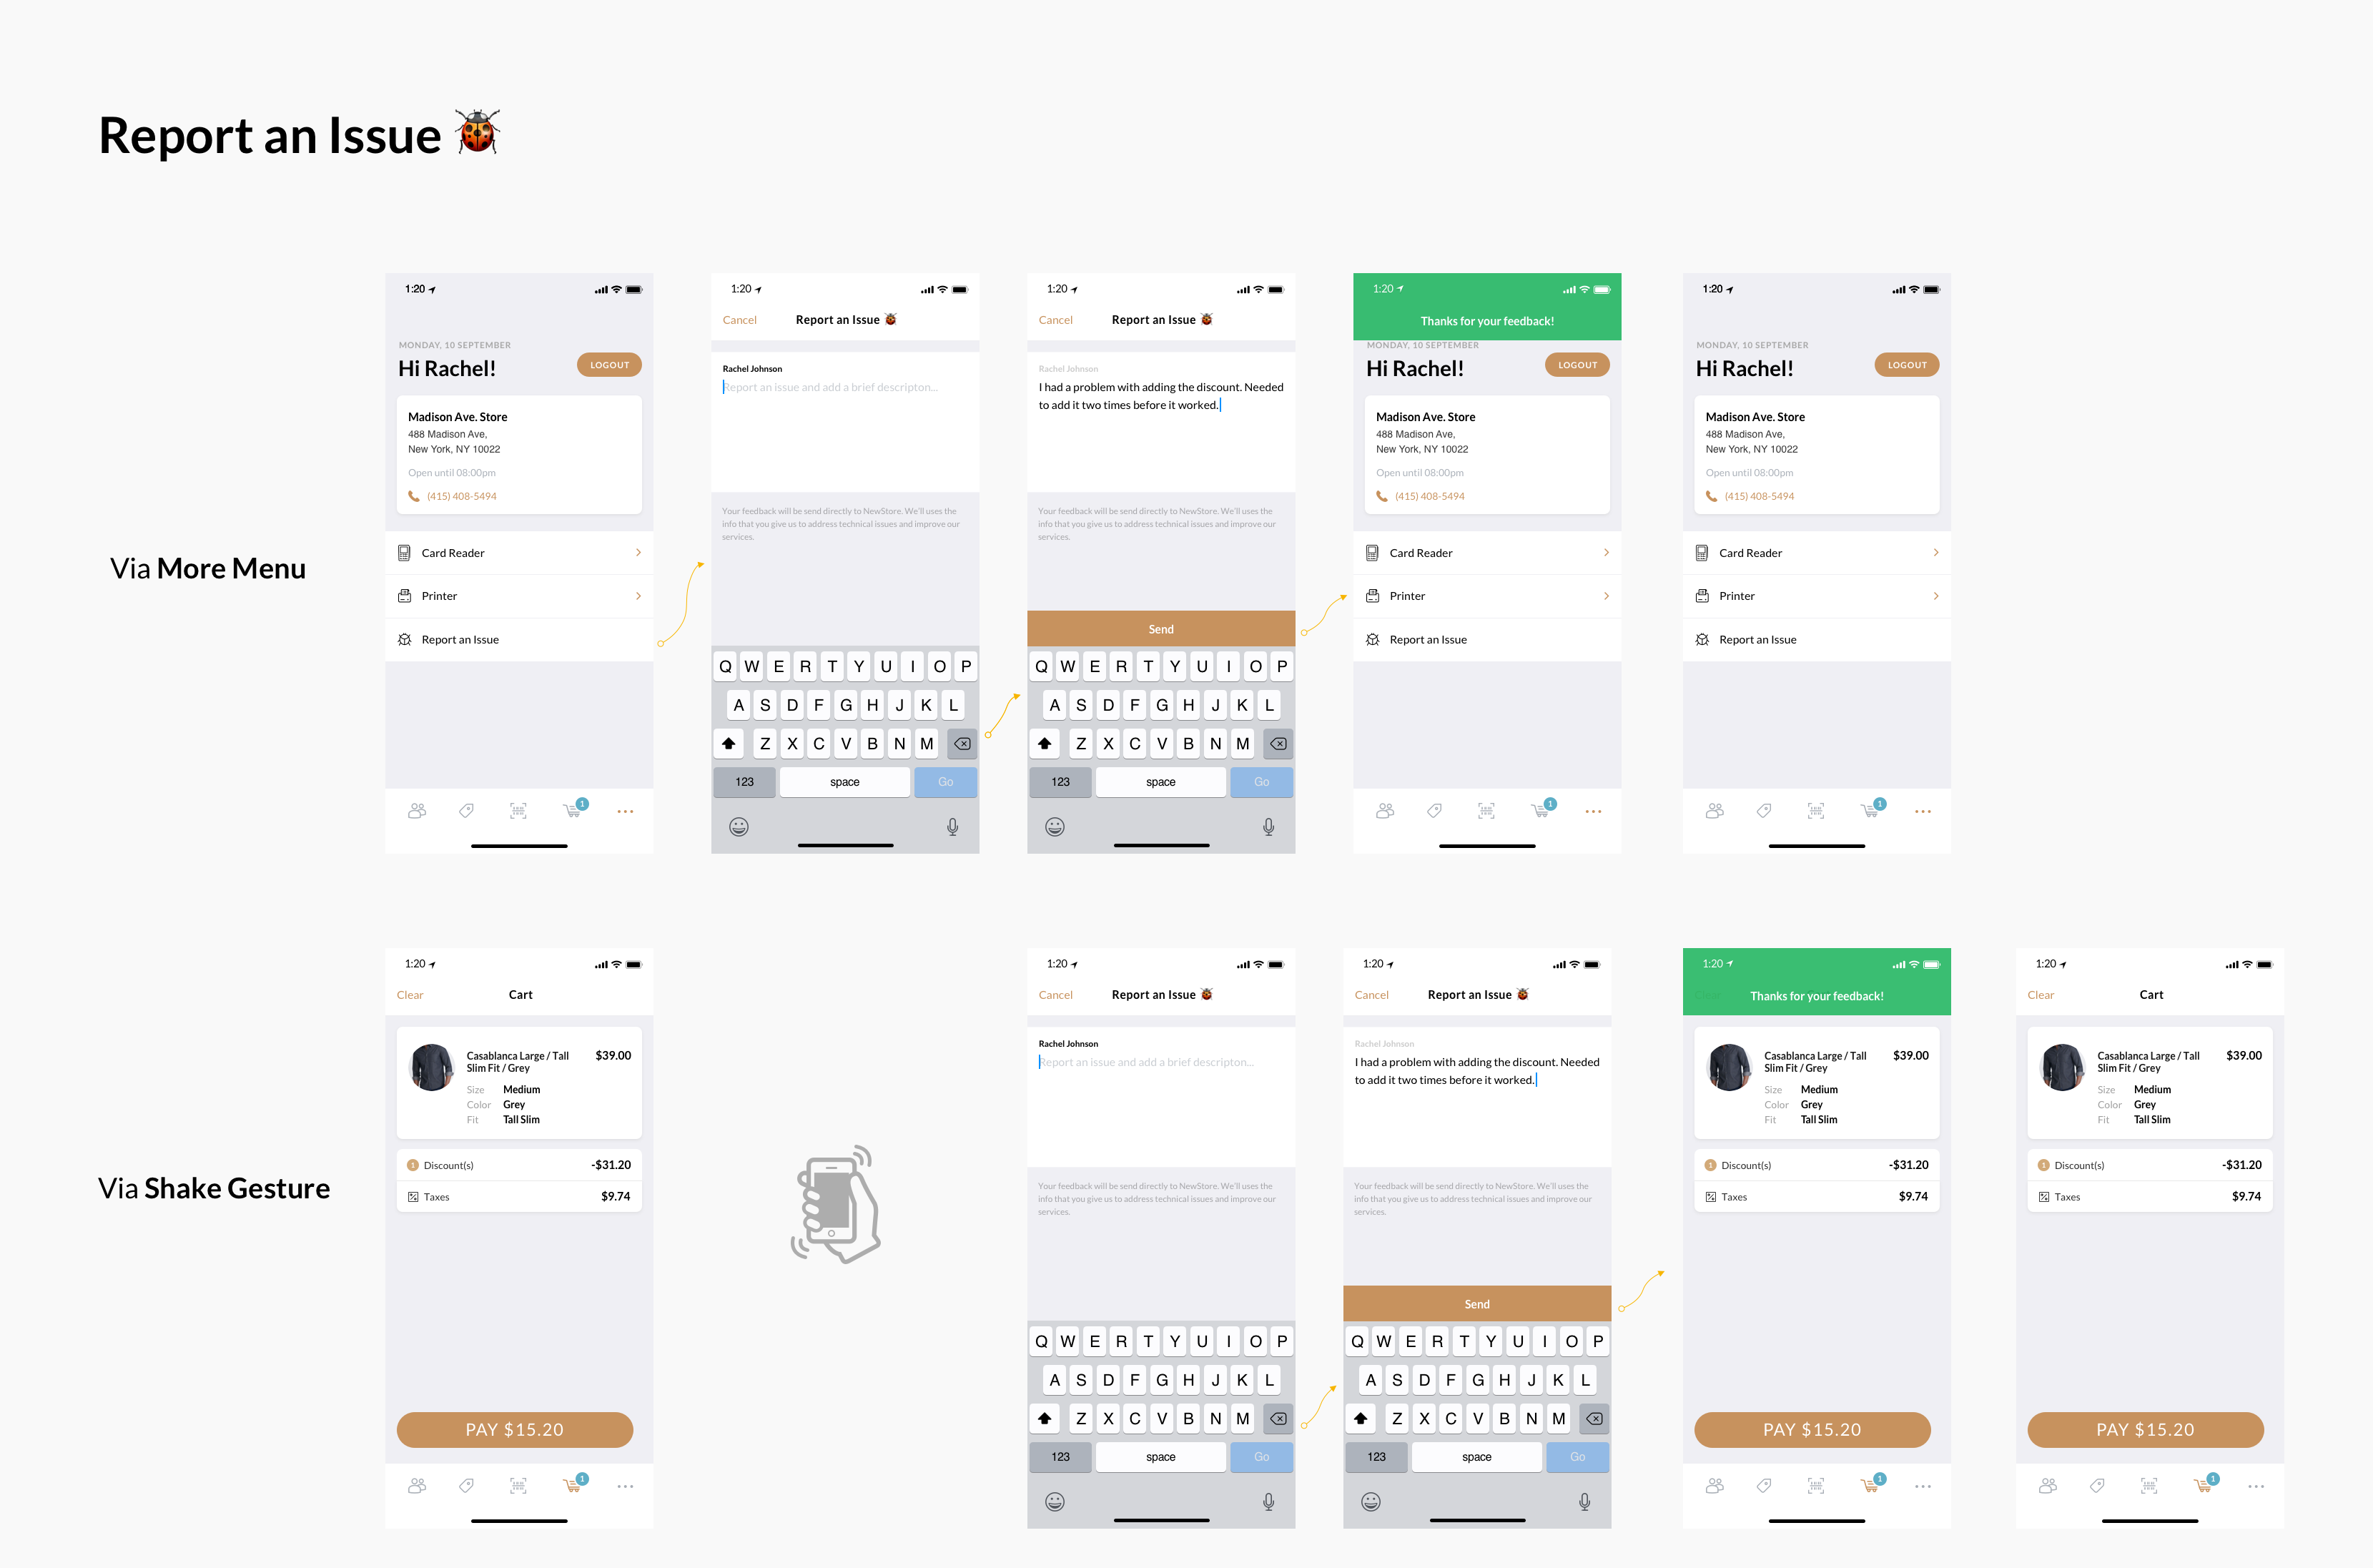 Report an Issue
Via More Menu
1:20
MONDAY, 10 SEPTEMBER
Hi Rachel!
LOGOUT
Madison Ave. Store
488 Madison Ave,
New York, NY 10022
Open until 08:00pm
(415) 408-5494
Card Reader
Printer
Report an Issue
1
1:20
Cancel
Report an Issue
Rachel Johnson
Report an issue and add a brief descripton...
Your feedback will be send directly to NewStore. We'll uses the
info that you give us to address technical issues and improve our
services.
Q W E R T Y U I O P
A S D F G H J K L
Z X C V B N M
123 space Go
1:20
Cancel
Report an Issue
Rachel Johnson
I had a problem with adding the discount. Needed
to add it two times before it worked.
Your feedback will be send directly to NewStore. We'll uses the
info that you give us to address technical issues and improve our
services.
Send
Q W E R T Y U I O P
A S D F G H J K L
Z X C V B N M
123 space Go
1:20
Thanks for your feedback!
MONDAY, 10 SEPTEMBER
Hi Rachel!
LOGOUT
Madison Ave. Store
488 Madison Ave,
New York, NY 10022
Open until 08:00pm
(415) 408-5494
Card Reader
Printer
Report an Issue
1
1:20
MONDAY, 10 SEPTEMBER
Hi Rachel!
LOGOUT
Madison Ave. Store
488 Madison Ave,
New York, NY 10022
Open until 08:00pm
(415) 408-5494
Card Reader
Printer
Report an Issue
1
Via Shake Gesture
1:20
Clear
Cart
Casablanca Large / Tall
Slim Fit / Grey
$39.00
Size Medium
Color Grey
Fit Tall Slim
1 Discount(s) -$31.20
Taxes $9.74
PAY $15.20
1
1:20
Cancel
Report an Issue
Rachel Johnson
Report an issue and add a brief descripton...
Your feedback will be send directly to NewStore. We'll uses the
info that you give us to address technical issues and improve our
services.
Q W E R T Y U I O P
A S D F G H J K L
Z X C V B N M
123 space Go
1:20
Cancel
Report an Issue
Rachel Johnson
I had a problem with adding the discount. Needed
to add it two times before it worked.
Your feedback will be send directly to NewStore. We'll uses the
info that you give us to address technical issues and improve our
services.
Send
Q W E R T Y U I O P
A S D F G H J K L
Z X C V B N M
123 space Go
1:20
Thanks for your feedback!
Casablanca Large / Tall
Slim Fit / Grey
$39.00
Size Medium
Color Grey
Fit Tall Slim
1 Discount(s) -$31.20
Taxes $9.74
PAY $15.20
1
1:20
Clear
Cart
Casablanca Large / Tall
Slim Fit / Grey
$39.00
Size Medium
Color Grey
Fit Tall Slim
1 Discount(s) -$31.20
Taxes $9.74
PAY $15.20
1